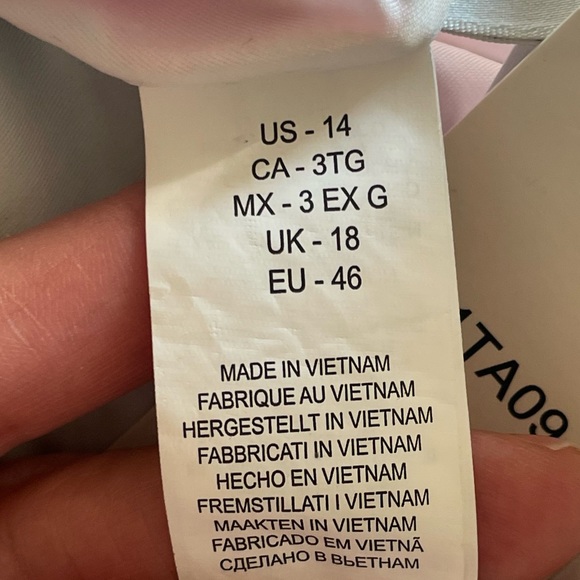 US - 14
CA - 3TG
MX - 3 EX G
UK - 18
EU - 46
MADE IN VIETNAM
FABRIQUE AU VIETNAM
HERGESTELLT IN VIETNAM
FABBRICATI IN VIETNAM
HECHO EN VIETNAM
FREMSTILLATI I VIETNAM
MAAKTEN IN VIETNAM
FABRICADO EM VIETNÃ
СДЕЛАНО В ВЬЕТНАМ
1TA09